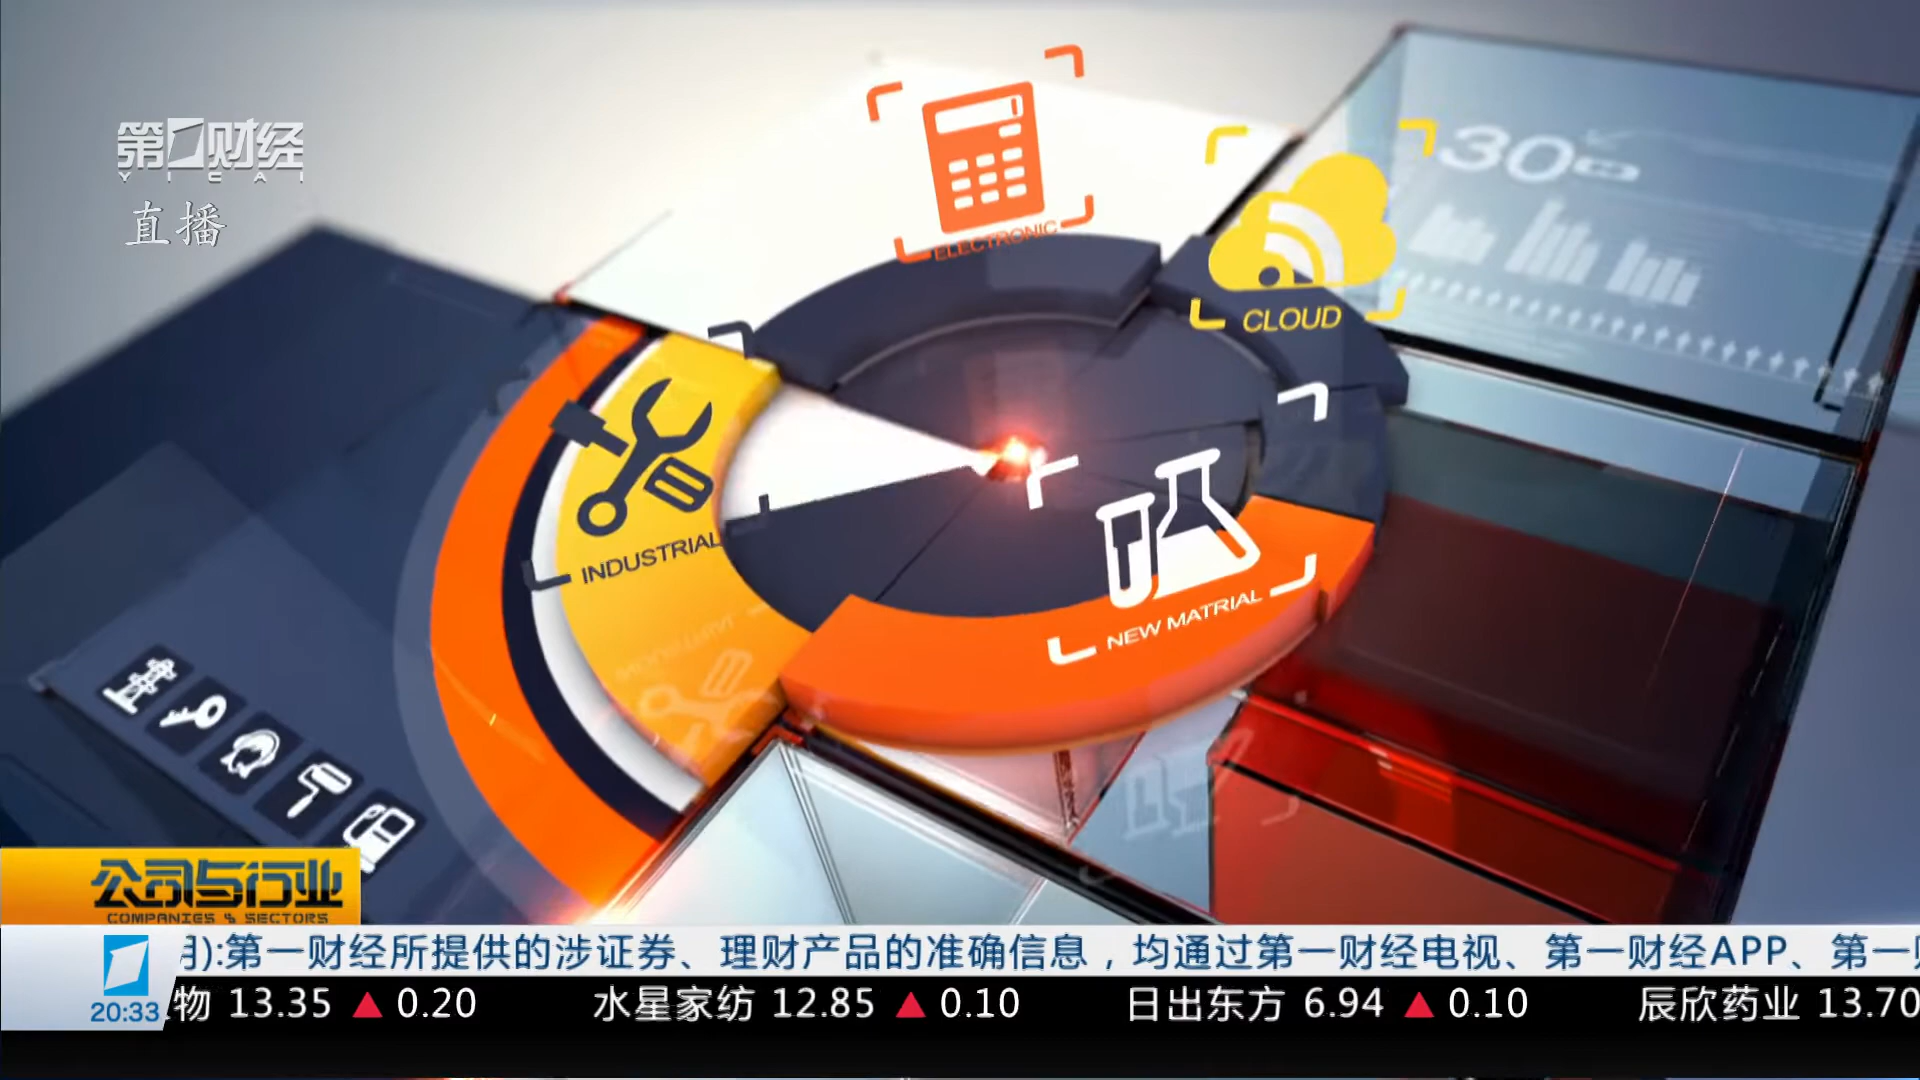 第1财经
YICAI
直播
ELECTRONIC
CLOUD
30
INDUSTRIAL
NEW MATRIAL
公司与行业
COMPANIES & SECTORS
):第一财经所提供的涉证券、理财产品的准确信息，均通过第一财经电视、第一财经APP、第一
20:33
物 13.35 ▲ 0.20 水星家纺 12.85 ▲ 0.10 日出东方 6.94 ▲ 0.10 辰欣药业 13.70